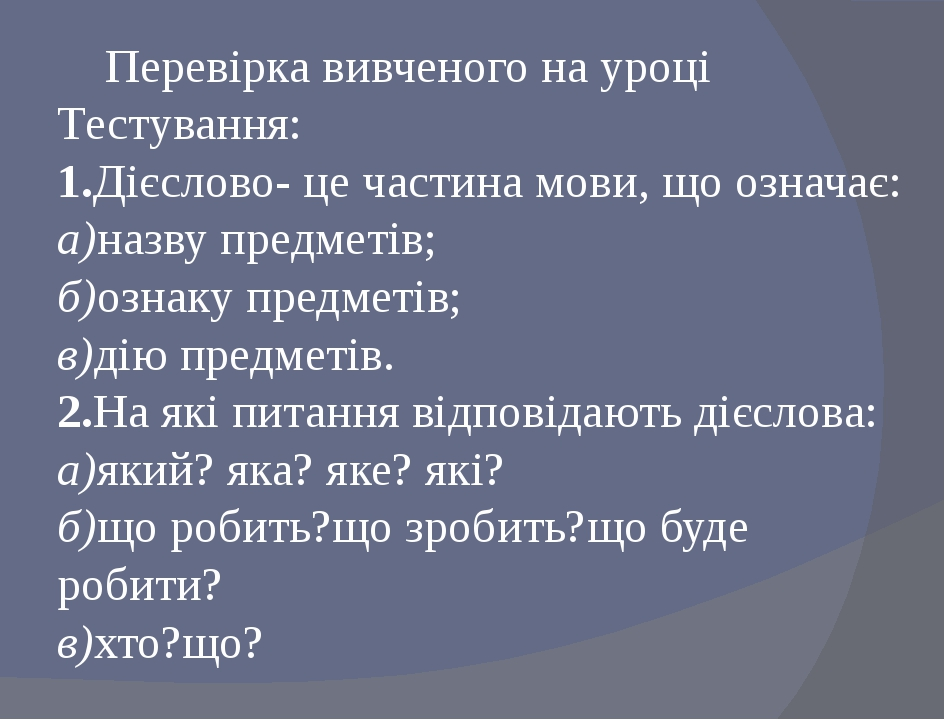 Перевірка вивченого на уроці
Тестування:
1.Дієслово- це частина мови, що означає:
а)назву предметів;
б)ознаку предметів;
в)дію предметів.
2.На які питання відповідають дієслова:
а)який? яка? яке? які?
б)що робить?що зробить?що буде
робити?
в)хто?що?